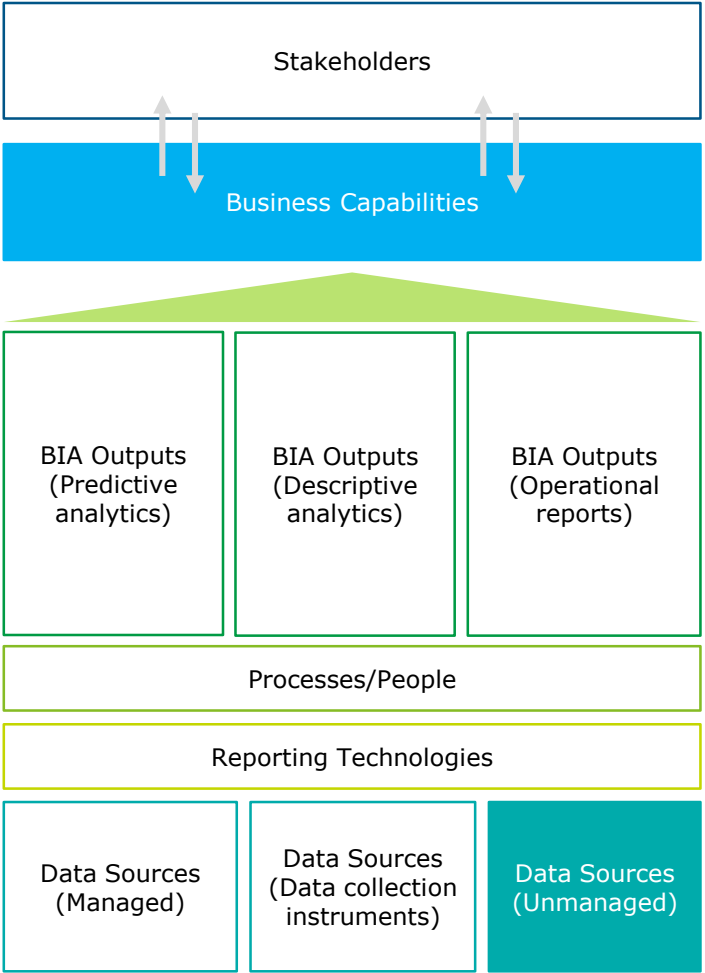 Stakeholders
Business Capabilities
BIA Outputs
(Predictive
analytics)
BIA Outputs
(Descriptive
analytics)
BIA Outputs
(Operational
reports)
Processes/People
Reporting Technologies
Data Sources
(Managed)
Data Sources
(Data collection
instruments)
Data Sources
(Unmanaged)